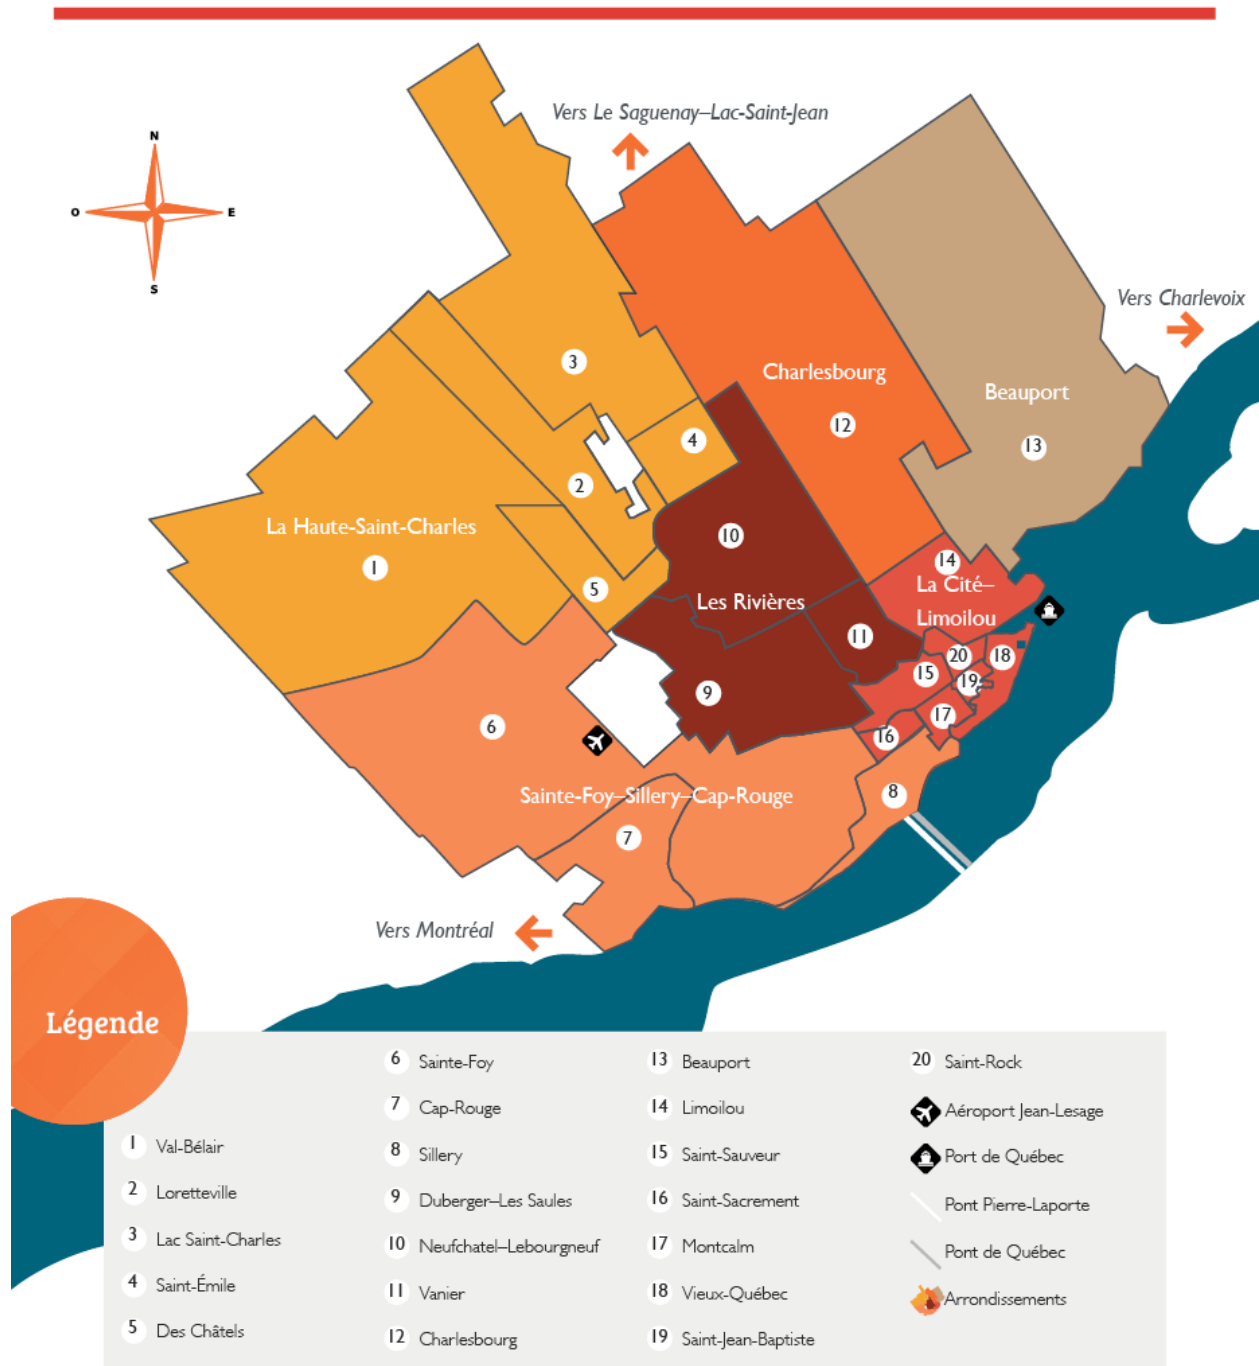 Vers Le Saguenay–Lac-Saint-Jean
N
O
E
S
Vers Charlevoix
3
Charlesbourg
12
Beauport
13
4
2
La Haute-Saint-Charles
1
10
5
Les Rivières
14
La Cité–
Limoilou
11
20
18
15
19
9
17
16
6
Sainte-Foy–Sillery–Cap-Rouge
8
7
Vers Montréal
Légende
1 Val-Bélair
2 Loretteville
3 Lac Saint-Charles
4 Saint-Émile
5 Des Châtels
6 Sainte-Foy
7 Cap-Rouge
8 Sillery
9 Duberger–Les Saules
10 Neufchatel–Lebourgneuf
11 Vanier
12 Charlesbourg
13 Beauport
14 Limoilou
15 Saint-Sauveur
16 Saint-Sacrement
17 Montcalm
18 Vieux-Québec
19 Saint-Jean-Baptiste
20 Saint-Rock
Aéroport Jean-Lesage
Port de Québec
Pont Pierre-Laporte
Pont de Québec
Arrondissements